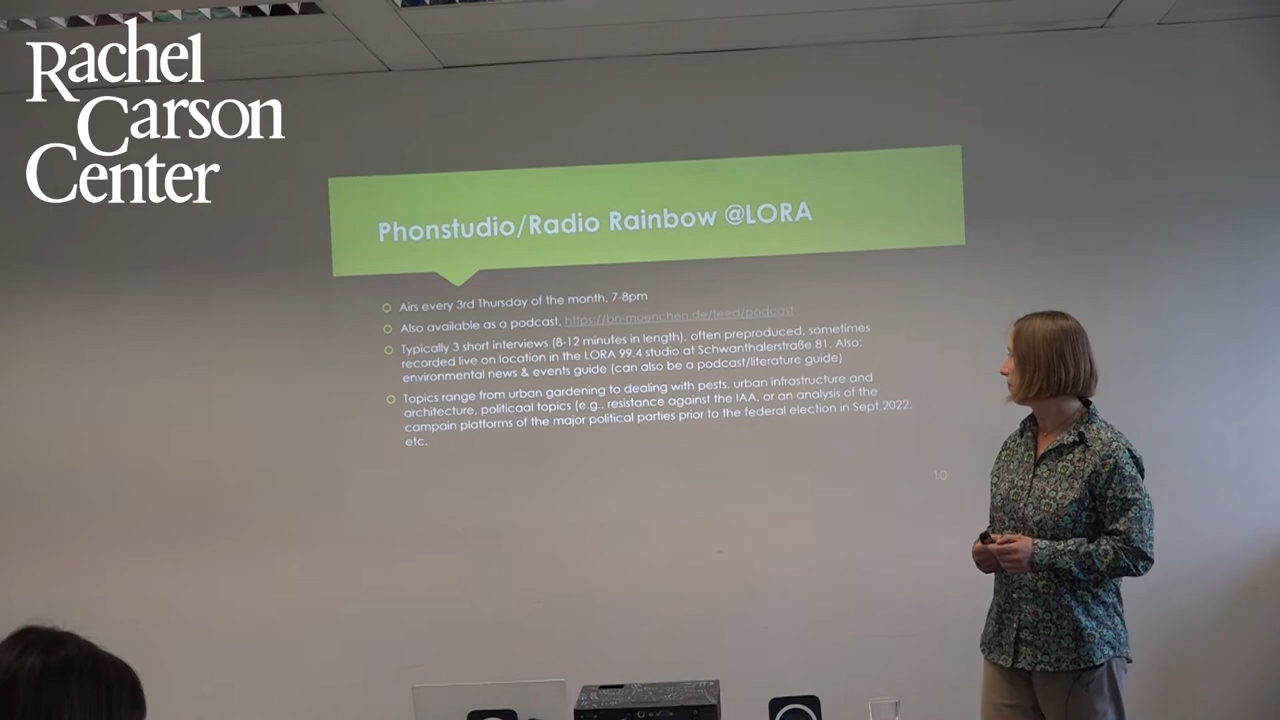 Rachel
Carson
Center
Phonstudio/Radio Rainbow @LORA
Airs every 3rd Thursday of the month, 7-8pm
Also available as a podcast, https://bn-muenchen.de/feed/podcast
Typically 3 short interviews (8-12 minutes in length), often preproduced, sometimes
recorded live on location in the LORA 99.4 studio at Schwanthalerstraße 81. Also:
environmental news & events guide (can also be a podcast/literature guide)
Topics range from urban gardening to dealing with pests, urban infrastructure and
architecture, politicaal topics (e.g., resistance against the IAA, or an analysis of the
campain platforms of the major political parties prior to the federal election in Sept.2022,
etc.
10